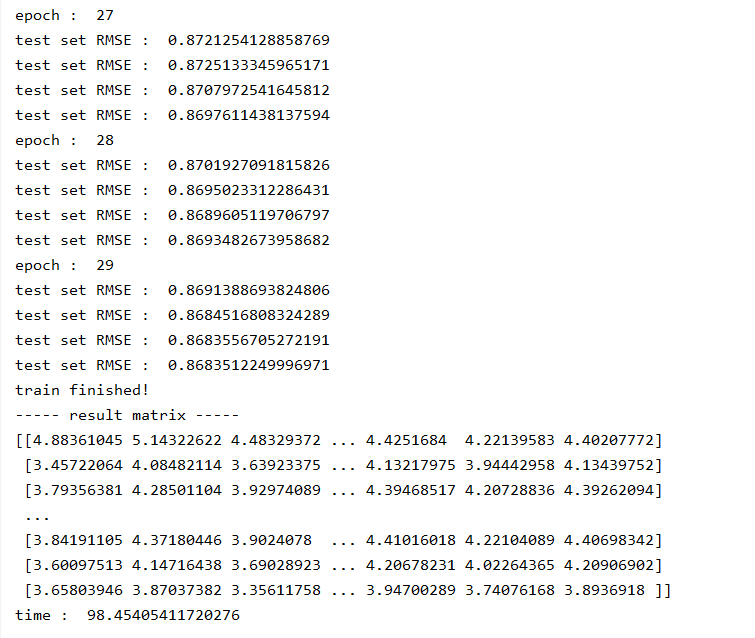 epoch :  27
test set RMSE :  0.8721254128858769
test set RMSE :  0.8725133345965171
test set RMSE :  0.8707972541645812
test set RMSE :  0.8697611438137594
epoch :  28
test set RMSE :  0.8701927091815826
test set RMSE :  0.8695023312286431
test set RMSE :  0.8689605119706797
test set RMSE :  0.8693482673958682
epoch :  29
test set RMSE :  0.8691388693824806
test set RMSE :  0.8684516808324289
test set RMSE :  0.8683556705272191
test set RMSE :  0.8683512249996971
train finished!
----- result matrix -----
[[4.88361045 5.14322622 4.48329372 ... 4.4251684  4.22139583 4.40207772]
 [3.45722064 4.08482114 3.63923375 ... 4.13217975 3.94442958 4.13439752]
 [3.79356381 4.28501104 3.92974089 ... 4.39468517 4.20728836 4.39262094]
 ...
 [3.84191105 4.37180446 3.9024078  ... 4.41016018 4.22104089 4.40698342]
 [3.60097513 4.14716438 3.69028923 ... 4.20678231 4.02264365 4.20906902]
 [3.65803946 3.87037382 3.35611758 ... 3.94700289 3.74076168 3.8936918 ]]
time :  98.45405411720276